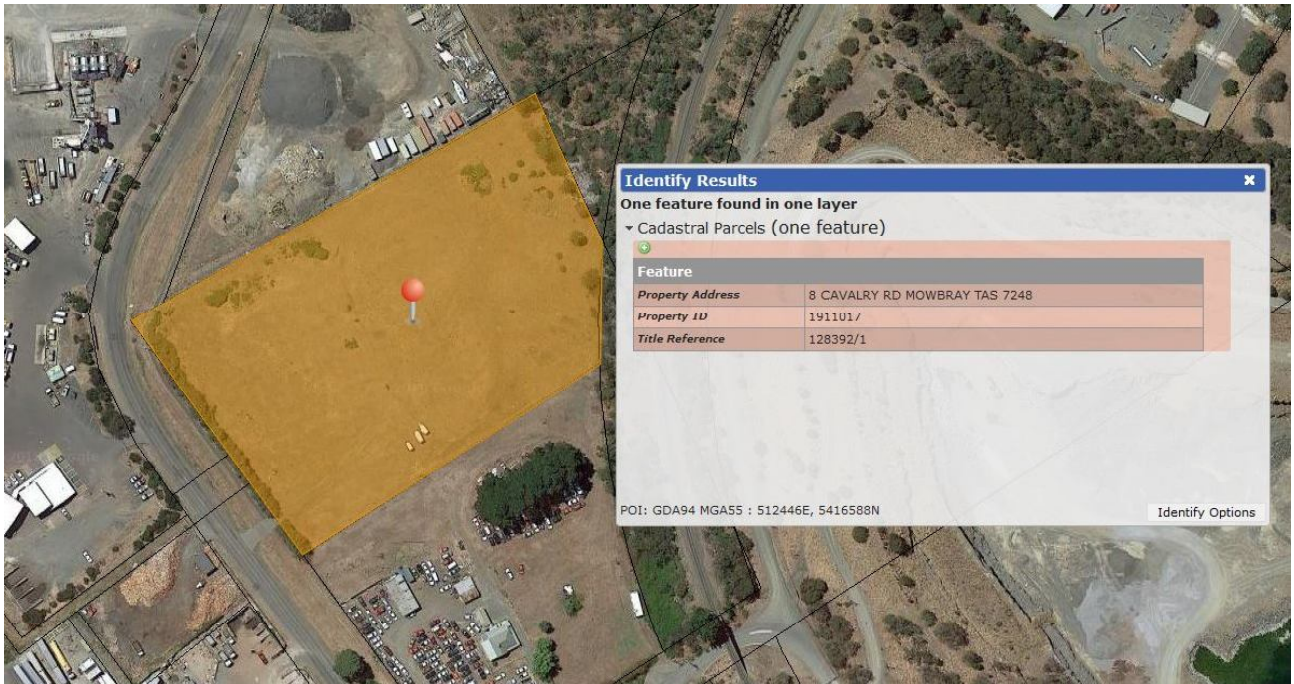 Identify Results
One feature found in one layer
Cadastral Parcels (one feature)
Feature
Property Address 8 CAVALRY RD MOWBRAY TAS 7248
Property ID 1911017
Title Reference 128392/1
POI: GDA94 MGA55 : 512446E, 5416588N
Identify Options